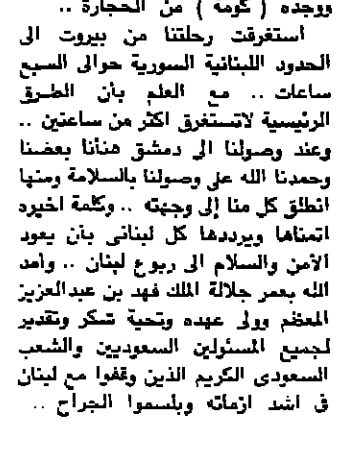 ووجده ( كومة ) من الحجارة ..
استغرقت رحلتنا من بيروت الى
الحدود اللبنانية السورية حوالى السبع
ساعات .. مع العلم بأن الطرق
الرئيسية لاتستغرق اكثر من ساعتين ..
وعند وصولنا الى دمشق هنأنا بعضنا
وحمدنا الله على وصولنا بالسلامة ومنها
انطلق كل منا إلى وجهته .. وكلمة اخيرة
اتمناها ويرددها كل لبنانى بأن يعود
الأمن والسلام الى ربوع لبنان .. وامد
الله بعمر جلالة الملك فهد بن عبدالعزيز
المعظم وولى عهده وتحية شكر وتقدير
لجميع المسئولين السعوديين والشعب
السعودى الكريم الذين وقفوا مع لبنان
فى اشد ازماته وبلسموا الجراح ..